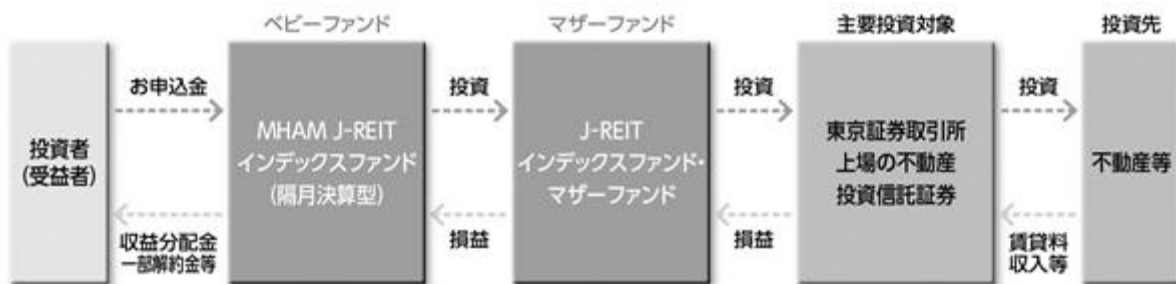 ベビーファンド
マザーファンド
主要投資対象
投資先
投資者
(受益者)
お申込金
収益分配金
一部解約金等
MHAM J-REIT
インデックスファンド
(隔月決算型)
投資
損益
J-REIT
インデックスファンド・
マザーファンド
投資
損益
東京証券取引所
上場の不動産
投資信託証券
投資
賃貸料
収入等
不動産等